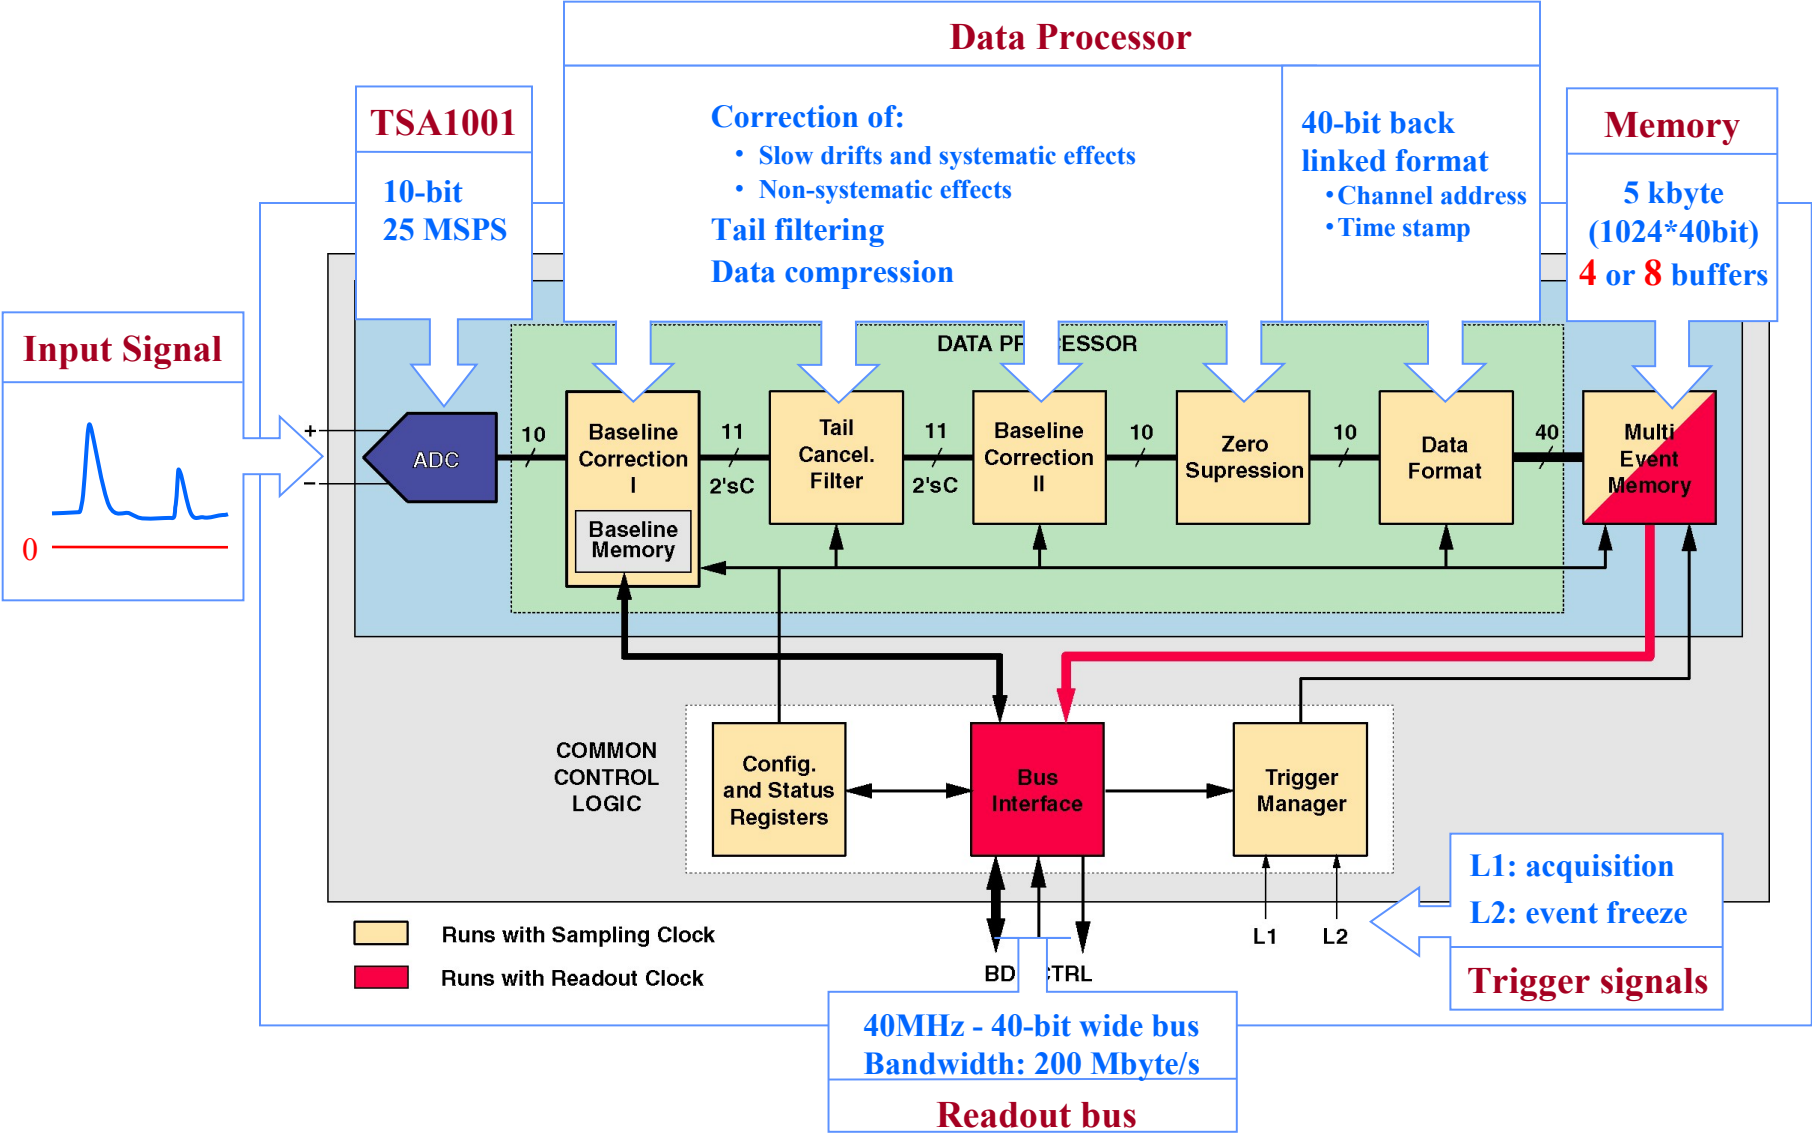 Data Processor
TSA1001
10-bit
25 MSPS
Correction of:
• Slow drifts and systematic effects
• Non-systematic effects
Tail filtering
Data compression
40-bit back
linked format
• Channel address
• Time stamp
Memory
5 kbyte
(1024*40bit)
4 or 8 buffers
Input Signal
0
+
−
DATA PR
ESSOR
ADC
10
Baseline
Correction
I
Baseline
Memory
11
2'sC
Tail
Cancel.
Filter
11
2'sC
Baseline
Correction
II
10
Zero
Supression
10
Data
Format
40
Multi
Event
Memory
COMMON
CONTROL
LOGIC
Config.
and Status
Registers
Bus
Interface
Trigger
Manager
L1
L2
L1: acquisition
L2: event freeze
Trigger signals
Runs with Sampling Clock
Runs with Readout Clock
BD
CTRL
40MHz - 40-bit wide bus
Bandwidth: 200 Mbyte/s
Readout bus